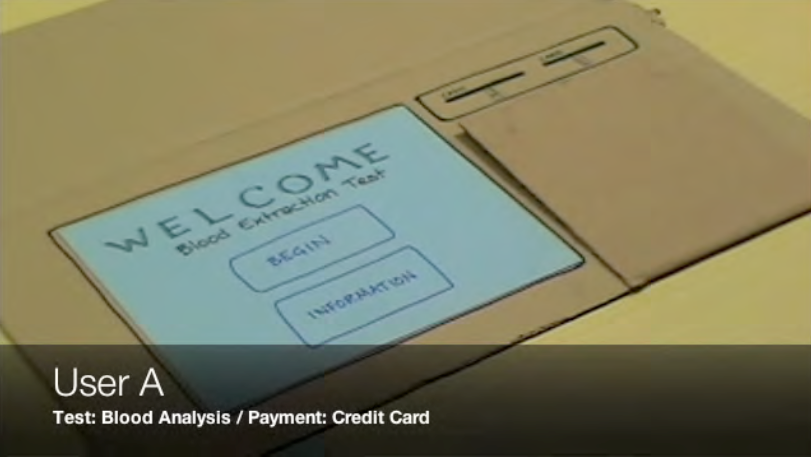 WELCOME
Blood Extraction Test
BEGIN
INFORMATION
User A
Test: Blood Analysis / Payment: Credit Card